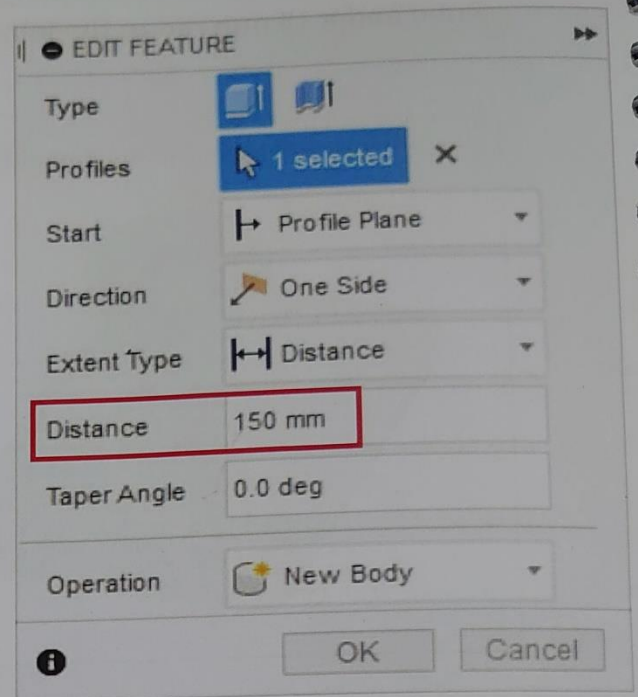 EDIT FEATURE
Type
Profiles 1 selected
Start Profile Plane
Direction One Side
Extent Type Distance
Distance 150 mm
Taper Angle 0.0 deg
Operation New Body
OK Cancel